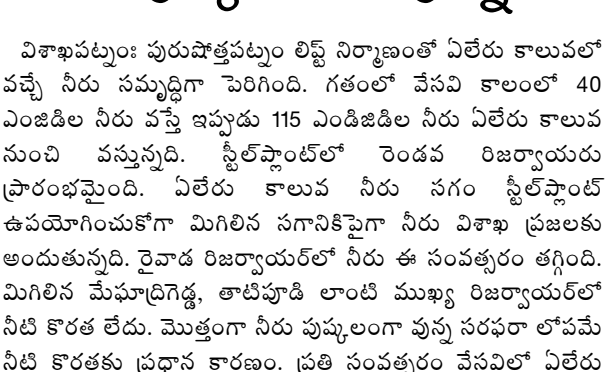 విశాఖపట్నంః పురుషోత్తపట్నం లిఫ్ట్ నిర్మాణంతో ఏలేరు కాలువలో
వచ్చే నీరు సమృద్ధిగా పెరిగింది. గతంలో వేసవి కాలంలో 40
ఎంజిడిల నీరు వస్తే ఇప్పుడు 115 ఎండిజిడిల నీరు ఏలేరు కాలువ
నుంచి వస్తున్నది. స్టీల్‌ప్లాంట్‌లో రెండవ రిజర్వాయరు
ప్రారంభమైంది. ఏలేరు కాలువ నీరు సగం స్టీల్‌ప్లాంట్
ఉపయోగించుకోగా మిగిలిన సగానికిపైగా నీరు విశాఖ ప్రజలకు
అందుతున్నది. రైవాడ రిజర్వాయర్‌లో నీరు ఈ సంవత్సరం తగ్గింది.
మిగిలిన మేఘాద్రిగెడ్డ, తాటిపూడి లాంటి ముఖ్య రిజర్వాయర్‌లో
నీటి కొరత లేదు. మొత్తంగా నీరు పుష్కలంగా వున్న సరఫరా లోపమే
నీటి కొరతకు ప్రధాన కారణం. ప్రతి సంవత్సరం వేసవిలో ఏలేరు